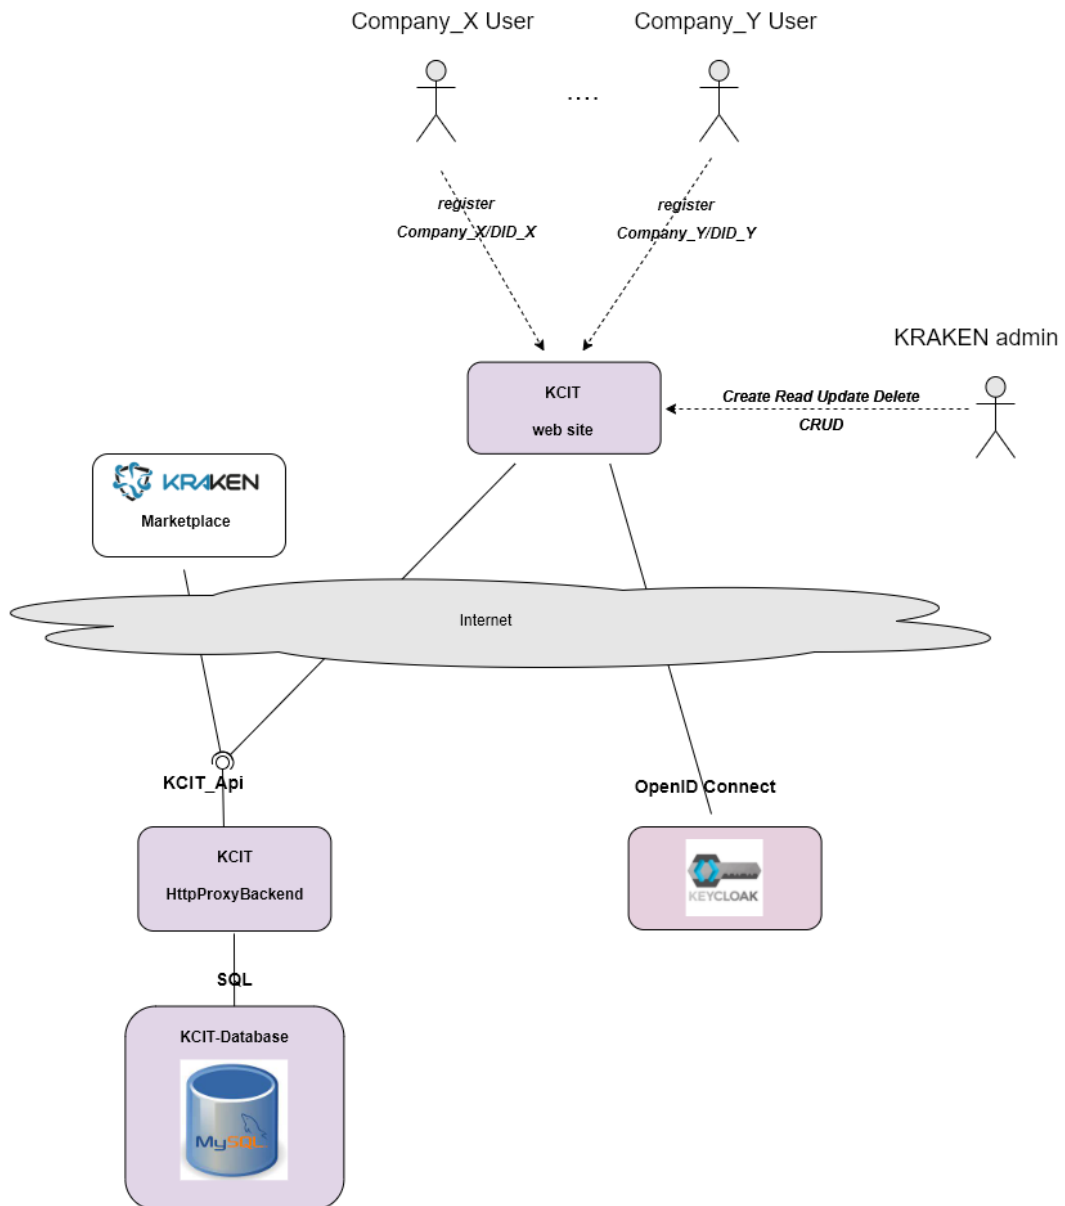 Company_X User
Company_Y User
....
register
Company_X/DID_X
register
Company_Y/DID_Y
KRAKEN admin
KCIT
web site
Create Read Update Delete
CRUD
KRAKEN
Marketplace
Internet
KCIT_Api
OpenID Connect
KCIT
HttpProxyBackend
KEYCLOAK
SQL
KCIT-Database
MySQL